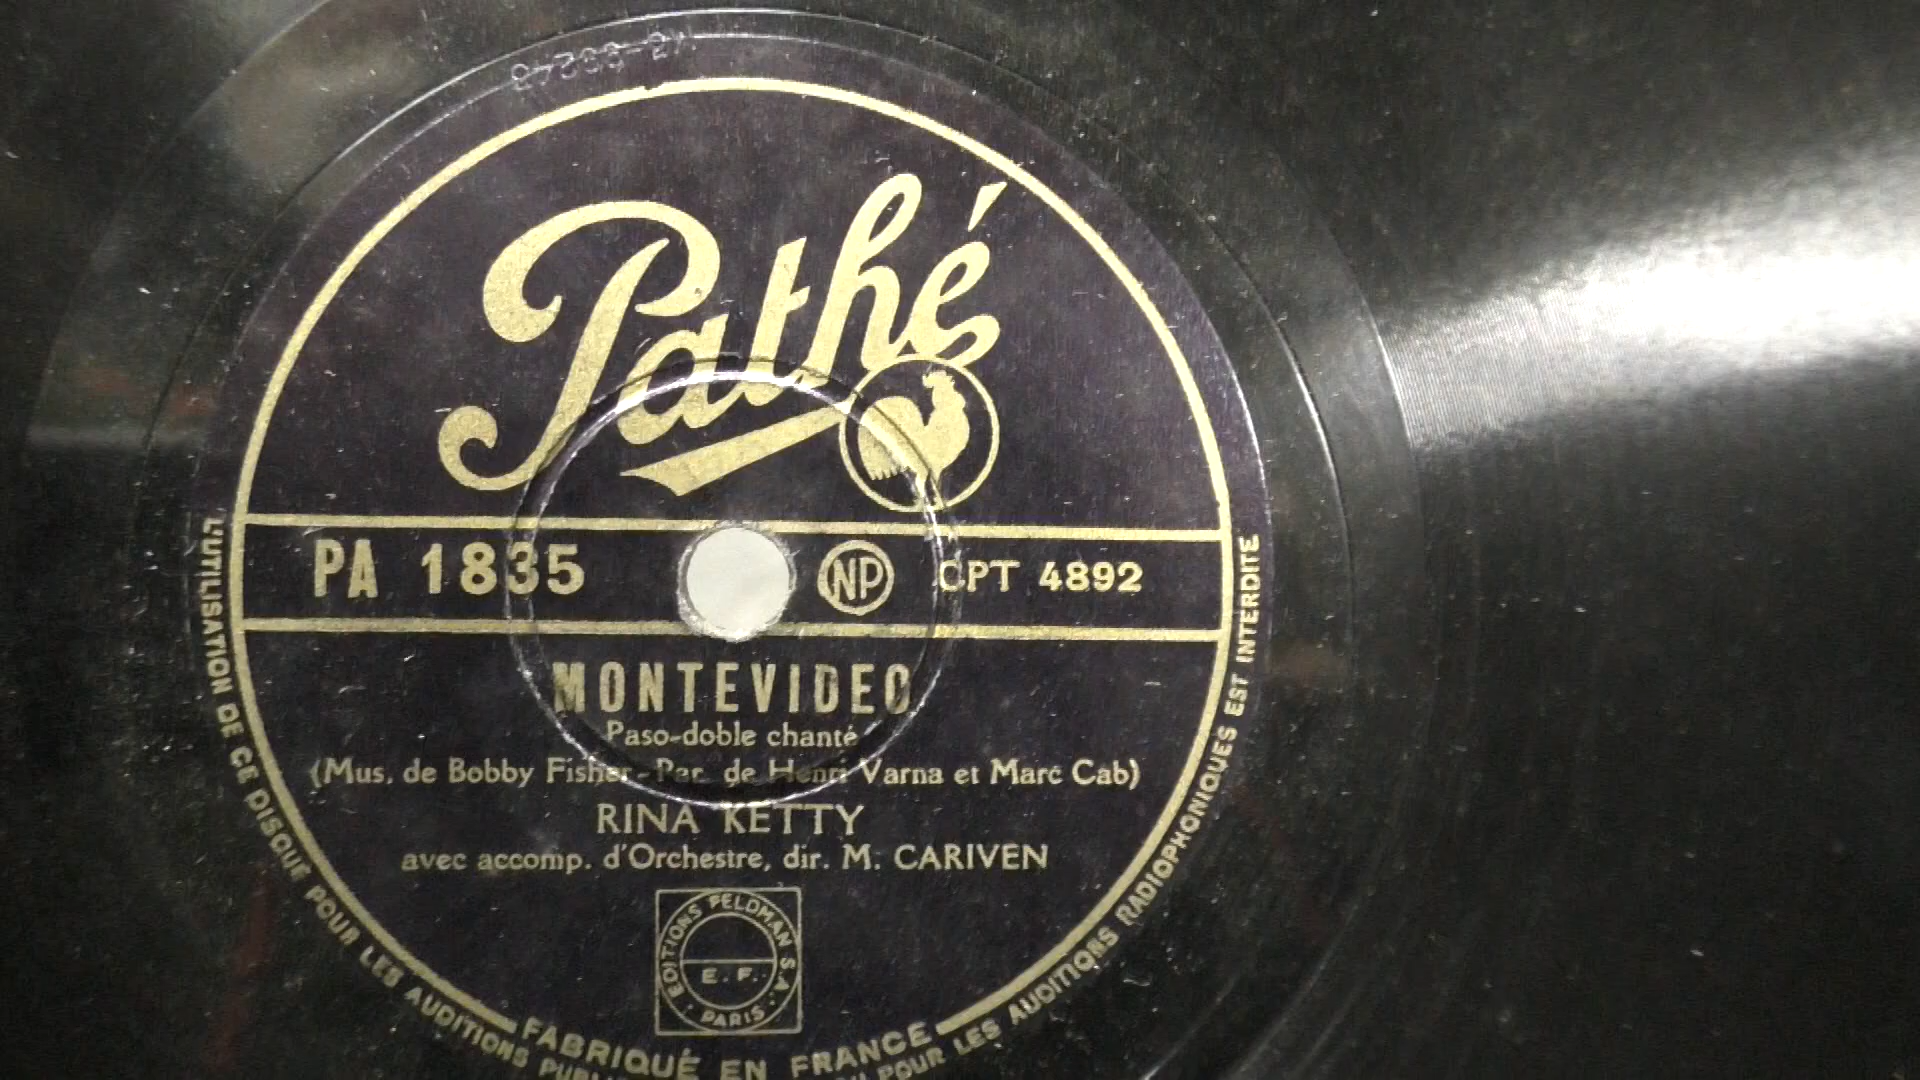 Pathé
PA 1835 NP CPT 4892
MONTEVIDEO
Paso-doble chanté
(Mus. de Bobby Fisher - Par. de Henri Varna et Marc Cab)
RINA KETTY
avec accomp. d'Orchestre, dir. M. CARIVEN
EDITIONS FELDMAN S.A.
E. F.
PARIS
FABRIQUÉ EN FRANCE
L'UTILISATION DE CE DISQUE POUR LES AUDITIONS
POUR LES AUDITIONS RADIOPHONIQUES EST INTERDITE